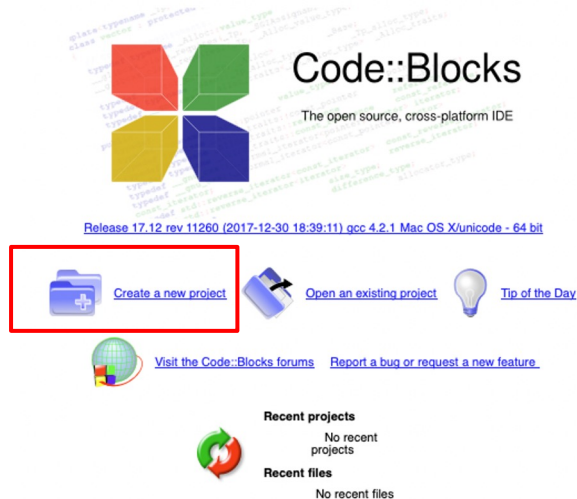 Code::Blocks
The open source, cross-platform IDE
Release 17.12 rev 11260 (2017-12-30 18:39:11) gcc 4.2.1 Mac OS X/unicode - 64 bit
Create a new project
Open an existing project
Tip of the Day
Visit the Code::Blocks forums
Report a bug or request a new feature
Recent projects
No recent
projects
Recent files
No recent files